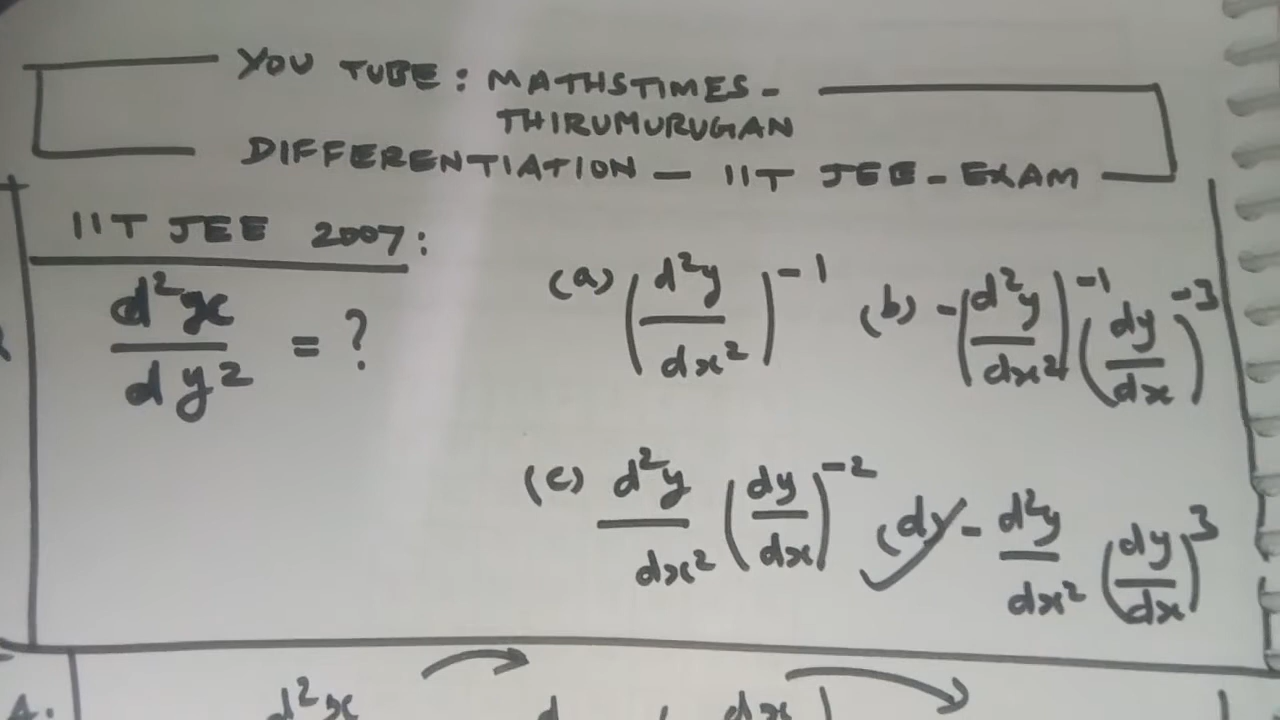 YOU TUBE : MATHSTIMES -
THIRUMURUGAN
DIFFERENTIATION - IIT JEE - EXAM
IIT JEE 2007:
d²x/dy² = ?
(a) (d²y/dx²)⁻¹ (b) -(d²y/dx²)⁻¹ (dy/dx)⁻³
(c) d²y/dx² (dy/dx)⁻² (d) - d²y/dx² (dy/dx)³
A. d²x d ( dx )